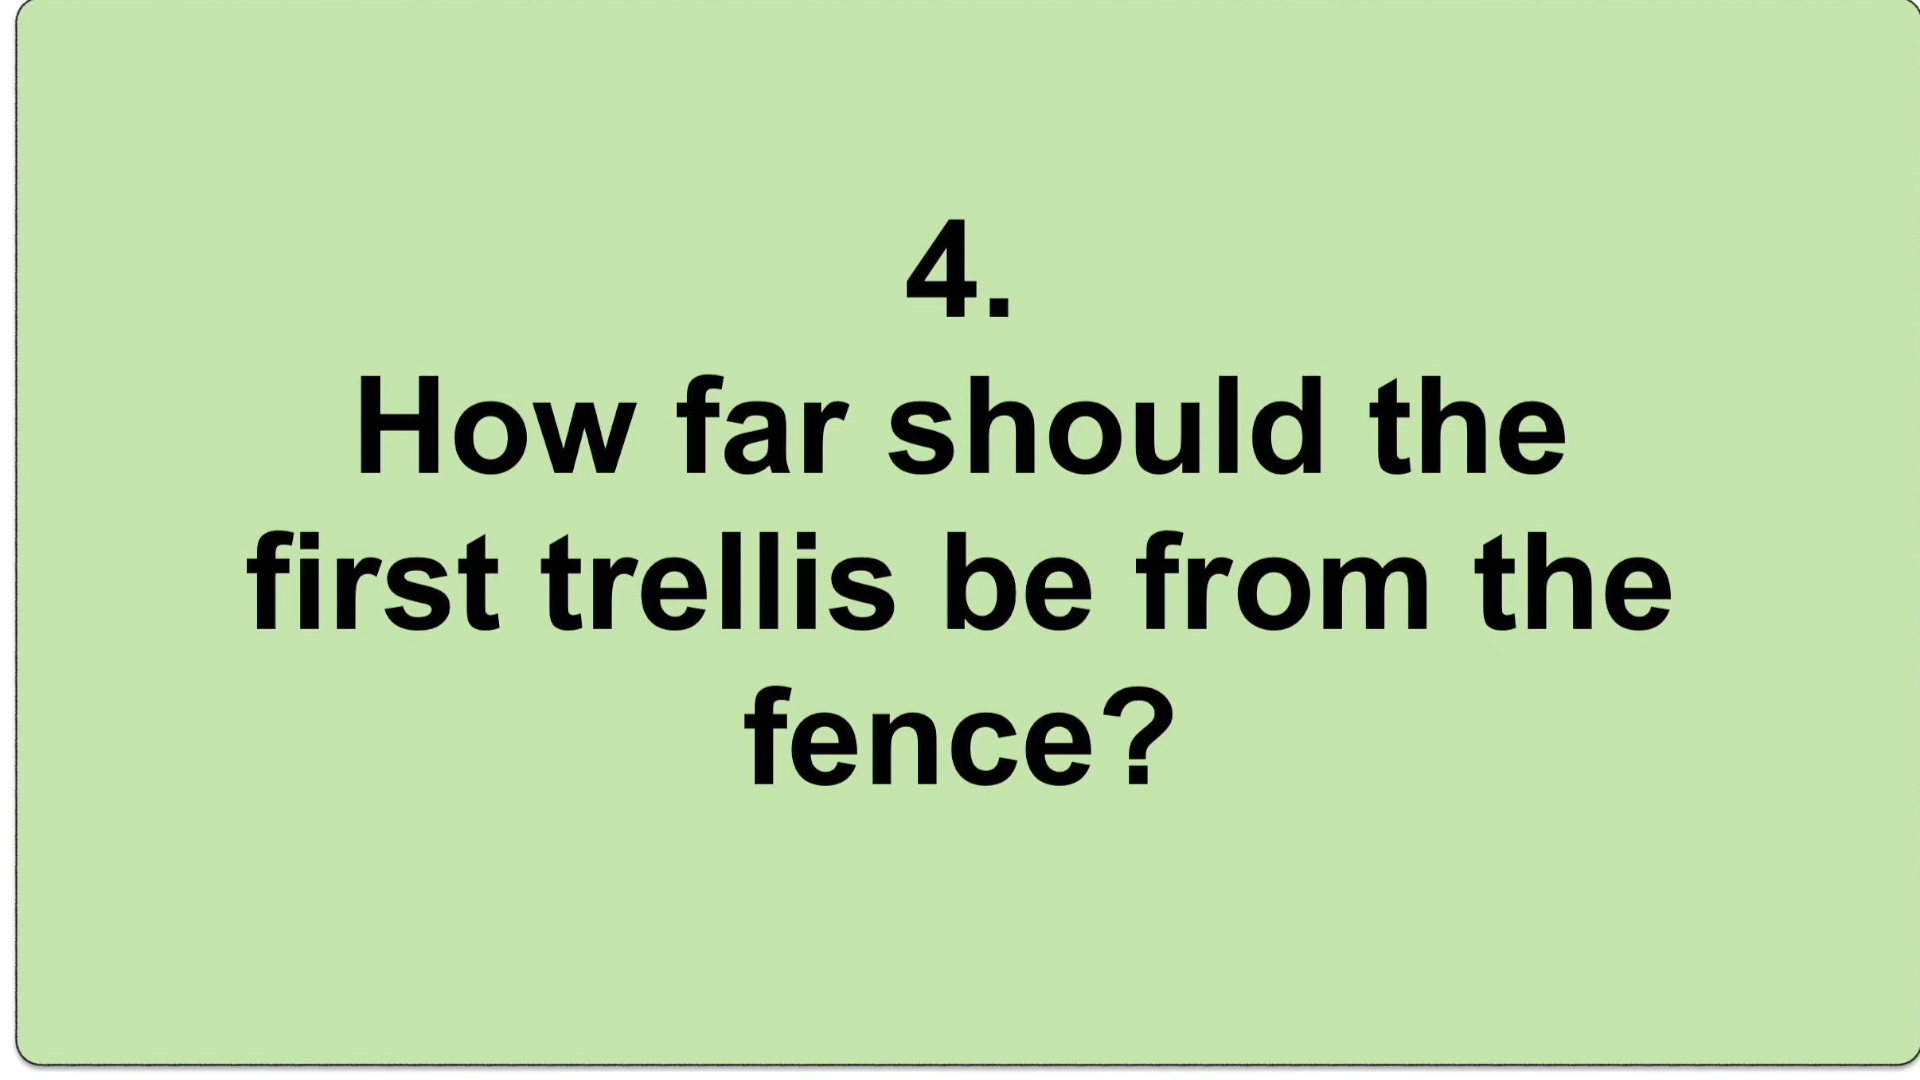 4.
How far should the
first trellis be from the
fence?